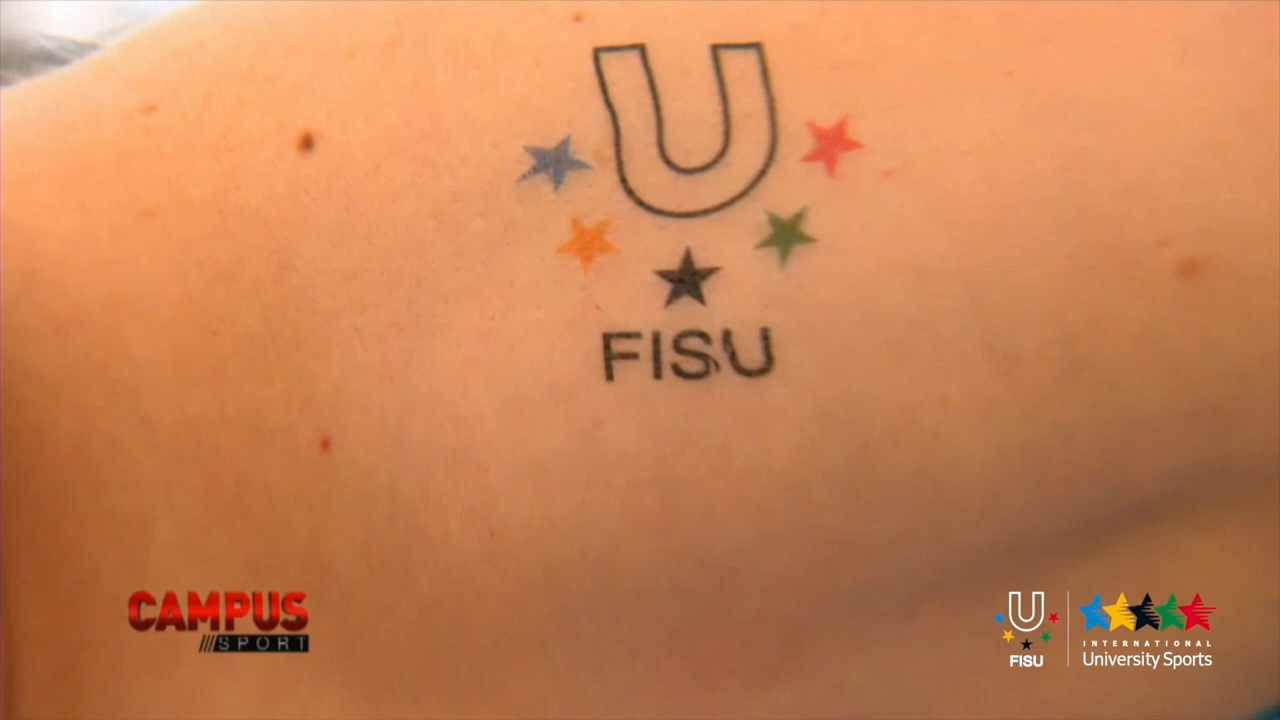 U
FISU
CAMPUS
///SPORT
U
FISU
INTERNATIONAL
University Sports